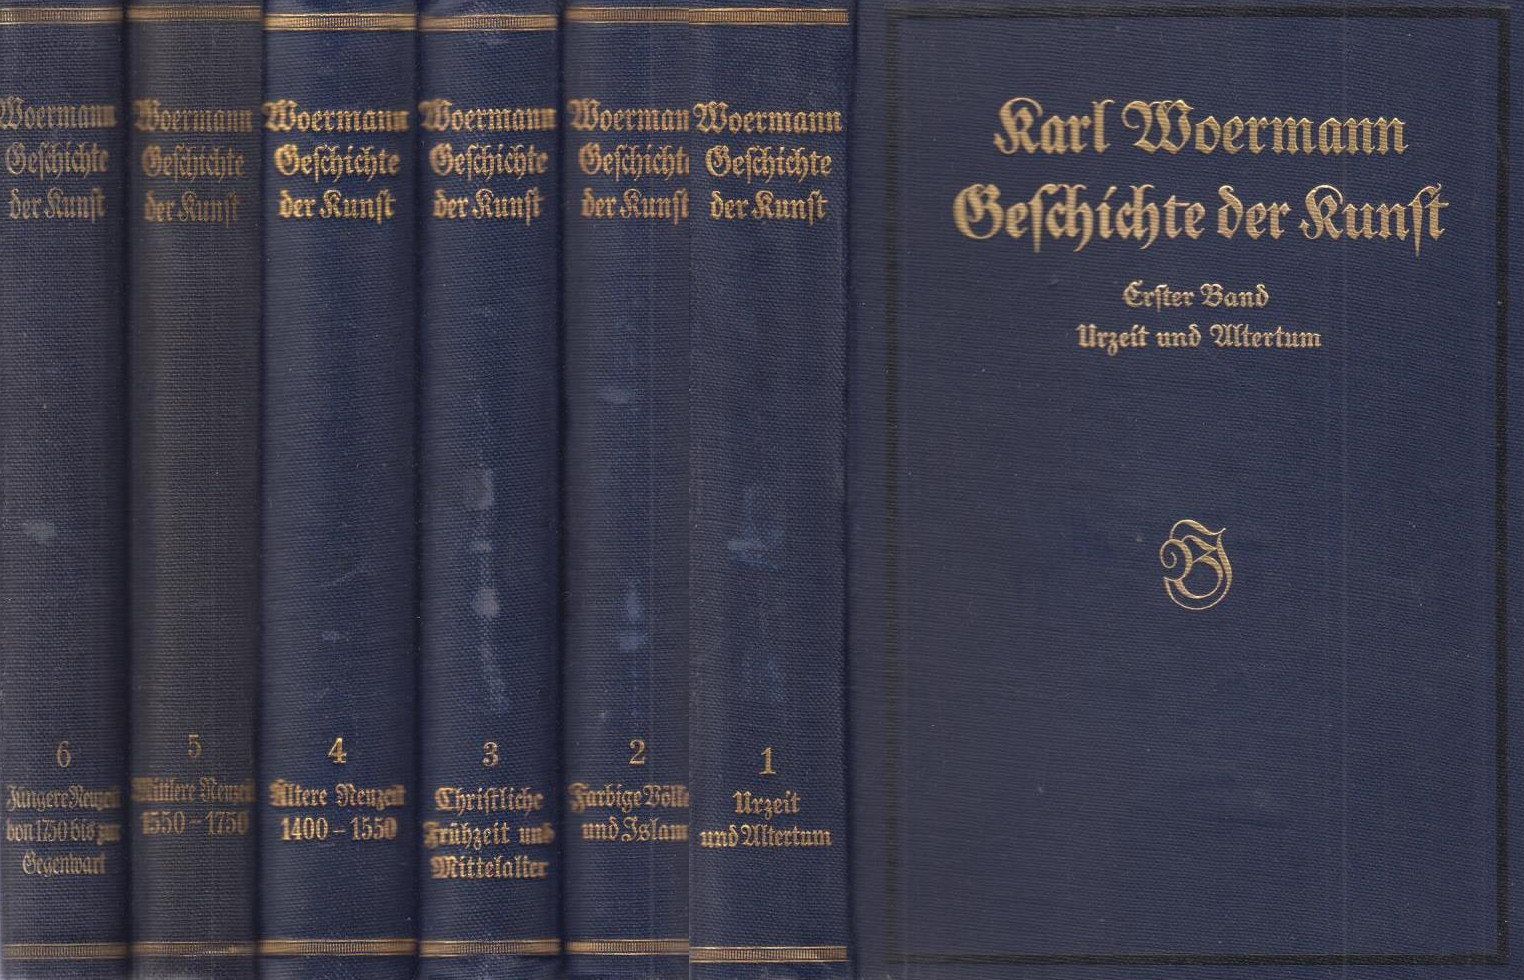 Woermann
Geschichte
der Kunst
6
Jüngere Neuzeit
von 1750 bis zur
Gegenwart
Woermann
Geschichte
der Kunst
5
Mittlere Neuzeit
1550-1750
Woermann
Geschichte
der Kunst
4
Ältere Neuzeit
1400-1550
Woermann
Geschichte
der Kunst
3
Christliche
Frühzeit und
Mittelalter
Woerman
Geschicht
der Kunst
2
Farbige Völk
und Islam
Woermann
Geschichte
der Kunst
1
Urzeit
und Altertum
Karl Woermann
Geschichte der Kunst
Erster Band
Urzeit und Altertum